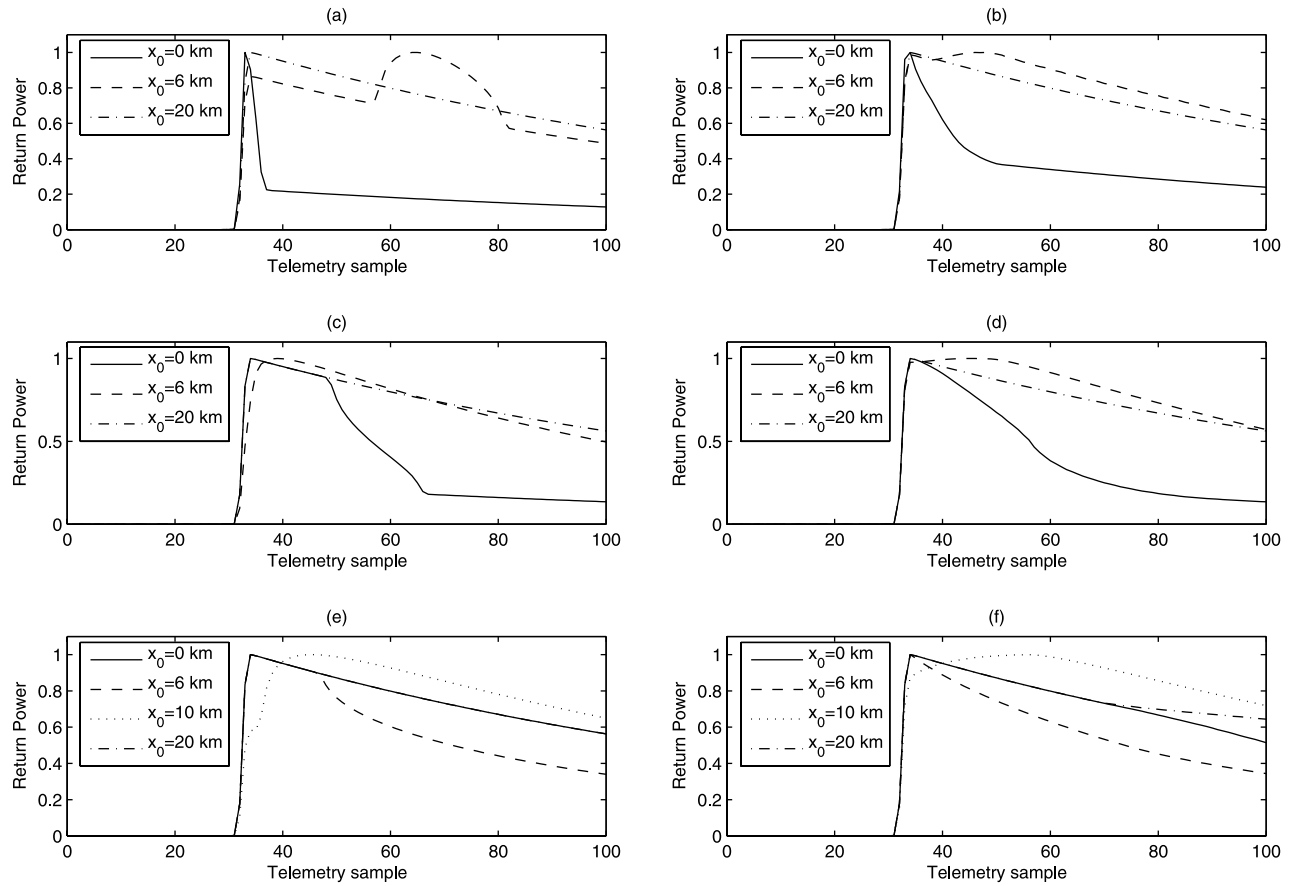 (a)
x0=0 km
x0=6 km
x0=20 km
Return Power
1
0.8
0.6
0.4
0.2
0
0 20 40 60 80 100
Telemetry sample
(b)
x0=0 km
x0=6 km
x0=20 km
Return Power
1
0.8
0.6
0.4
0.2
0
0 20 40 60 80 100
Telemetry sample
(c)
x0=0 km
x0=6 km
x0=20 km
Return Power
1
0.5
0
0 20 40 60 80 100
Telemetry sample
(d)
x0=0 km
x0=6 km
x0=20 km
Return Power
1
0.5
0
0 20 40 60 80 100
Telemetry sample
(e)
x0=0 km
x0=6 km
x0=10 km
x0=20 km
Return Power
1
0.8
0.6
0.4
0.2
0
0 20 40 60 80 100
Telemetry sample
(f)
x0=0 km
x0=6 km
x0=10 km
x0=20 km
Return Power
1
0.8
0.6
0.4
0.2
0
0 20 40 60 80 100
Telemetry sample